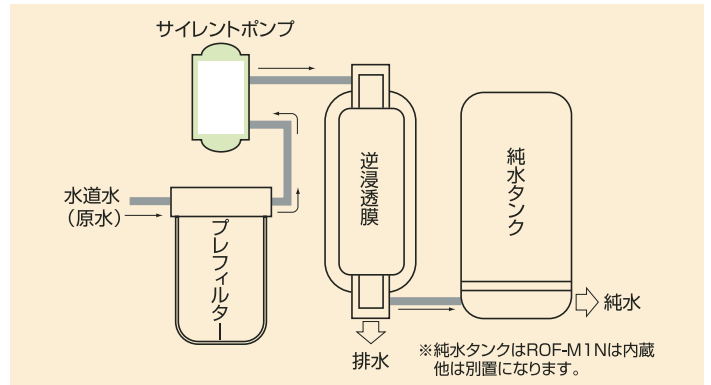 サイレントポンプ
水道水
（原水）
プレフィルター
逆浸透膜
純水タンク
純水
排水
※純水タンクはROF-M1Nは内蔵
他は別置になります。